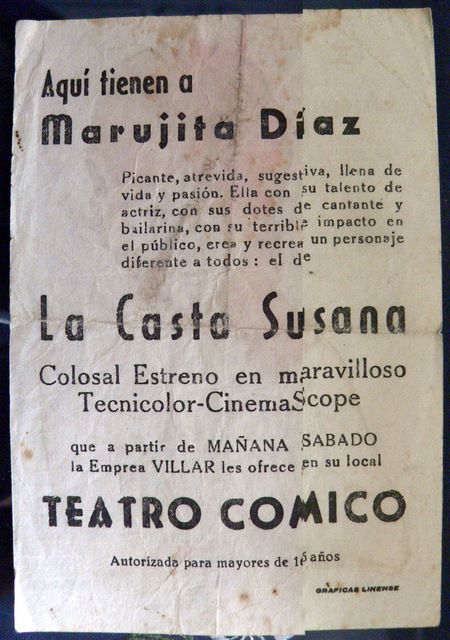 Aquí tienen a
Marujita Díaz
Picante, atrevida, sugestiva, llena de
vida y pasión. Ella con su talento de
actriz, con sus dotes de cantante y
bailarina, con su terrible impacto en
el público, crea y recrea un personaje
diferente a todos: el de
La Casta Susana
Colosal Estreno en maravilloso
Tecnicolor-CinemaScope
que a partir de MAÑANA SABADO
la Emprea VILLAR les ofrece en su local
TEATRO COMICO
Autorizada para mayores de 16 años
GRAFICAS LINENSE